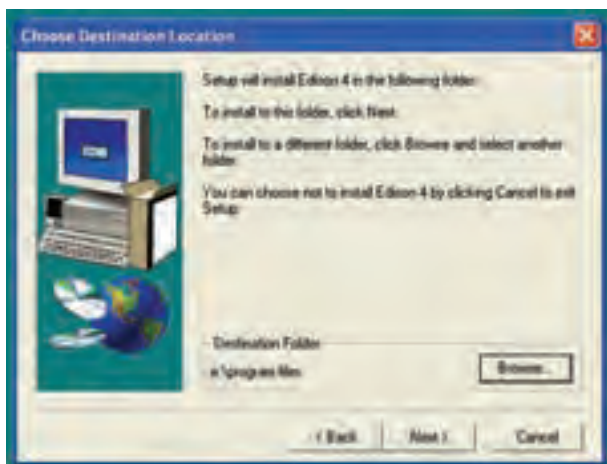 Choose Destination Location
Setup will install Edison 4 in the following folder:
To install to this folder, click Next.
To install to a different folder, click Browse and select another
folder.
You can choose not to install Edison 4 by clicking Cancel to exit
Setup.
Destination Folder
\program files
Browse...
< Back
Next >
Cancel